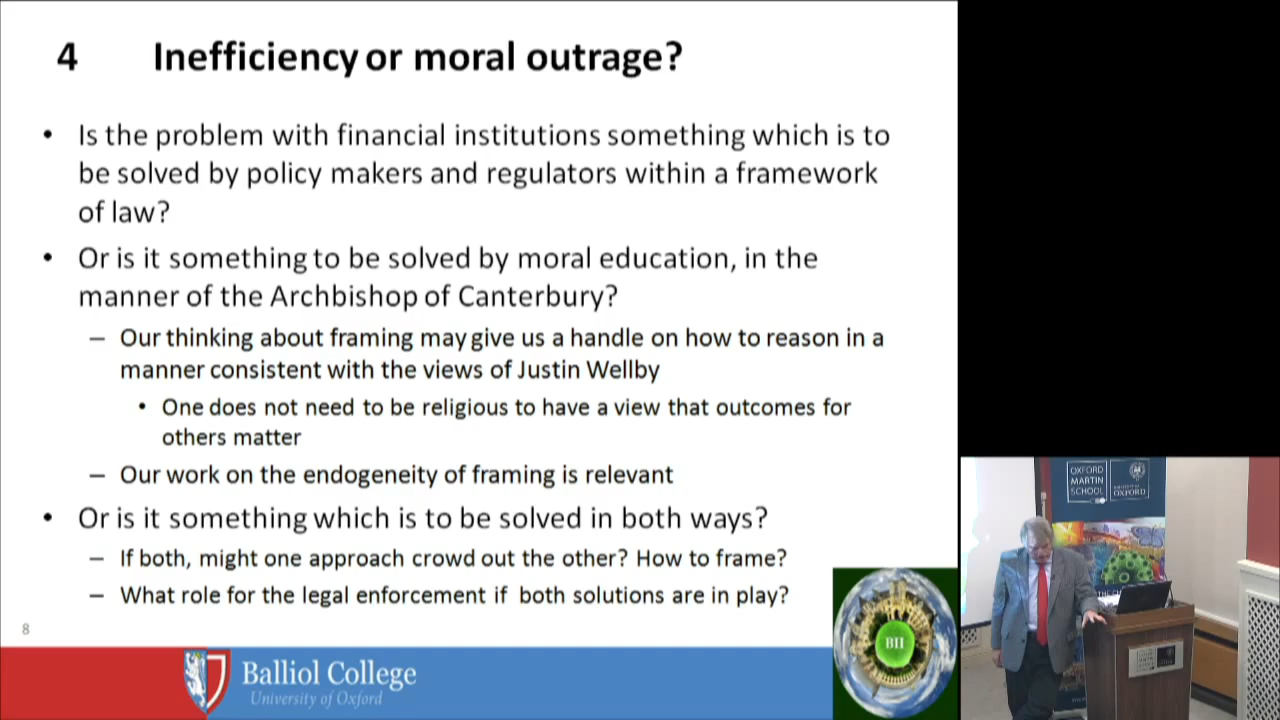 4 Inefficiency or moral outrage?
• Is the problem with financial institutions something which is to
be solved by policy makers and regulators within a framework
of law?
• Or is it something to be solved by moral education, in the
manner of the Archbishop of Canterbury?
– Our thinking about framing may give us a handle on how to reason in a
manner consistent with the views of Justin Wellby
• One does not need to be religious to have a view that outcomes for
others matter
– Our work on the endogeneity of framing is relevant
• Or is it something which is to be solved in both ways?
– If both, might one approach crowd out the other? How to frame?
– What role for the legal enforcement if both solutions are in play?
8
Balliol College
University of Oxford
BII
OXFORD
MARTIN
SCHOOL
UNIVERSITY OF
OXFORD